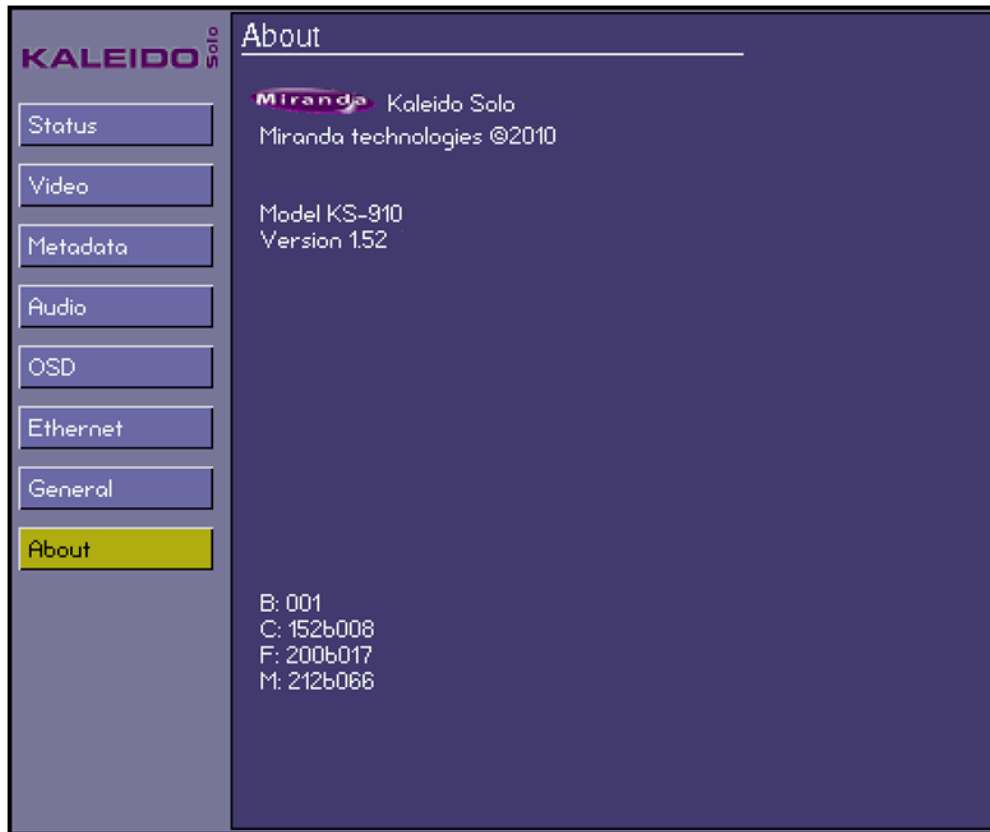 KALEIDO Solo
Status
Video
Metadata
Audio
OSD
Ethernet
General
About
About
Miranda Kaleido Solo
Miranda technologies ©2010
Model KS-910
Version 1.52
B: 001
C: 152b008
F: 200b017
M: 212b066